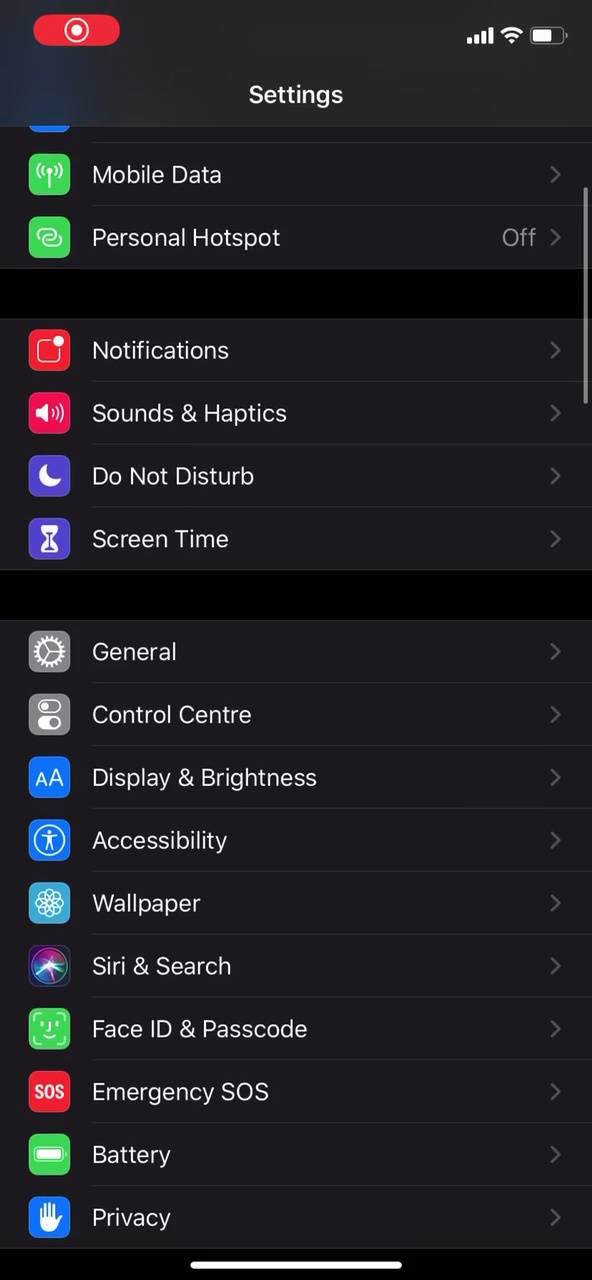 Settings
Mobile Data
Personal Hotspot Off
Notifications
Sounds & Haptics
Do Not Disturb
Screen Time
General
Control Centre
AA Display & Brightness
Accessibility
Wallpaper
Siri & Search
Face ID & Passcode
SOS Emergency SOS
Battery
Privacy